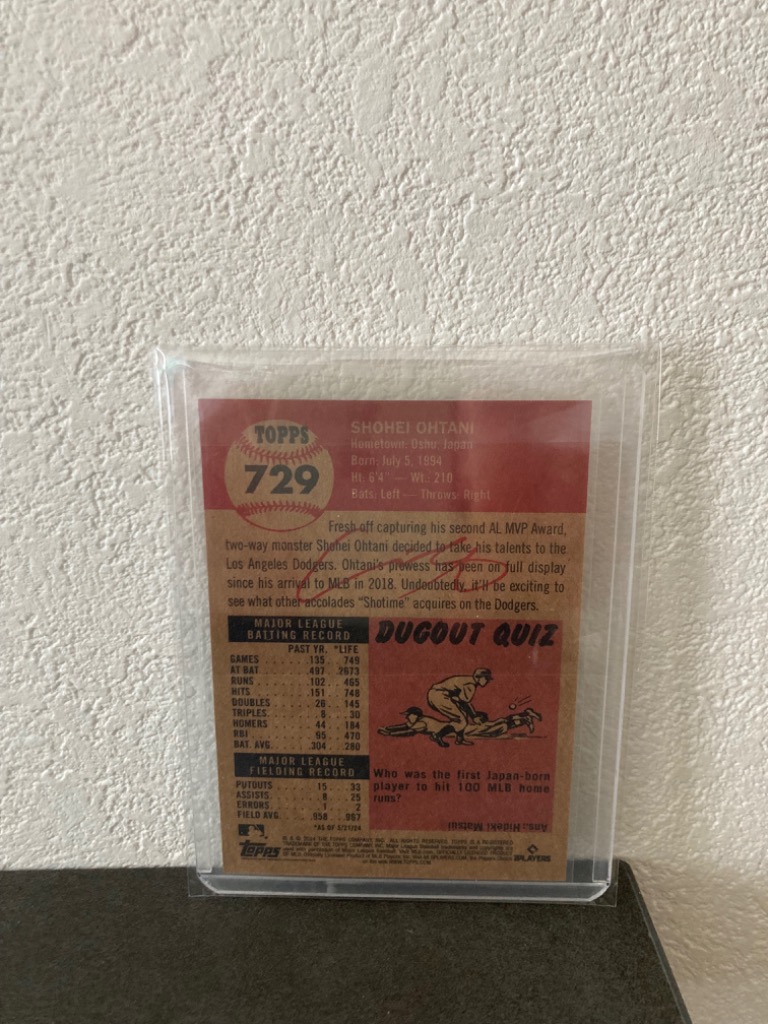 TOPPS
729
SHOHEI OHTANI
Hometown: Oshu, Japan
Born: July 5, 1894
Ht: 6'4" — Wt.: 210
Bats: Left — Throws: Right
Fresh off capturing his second AL MVP Award,
two-way monster Shohei Ohtani decided to take his talents to the
Los Angeles Dodgers. Ohtani's prowess has been on full display
since his arrival to MLB in 2018. Undoubtedly, it'll be exciting to
see what other accolades "Shotime" acquires on the Dodgers.
MAJOR LEAGUE
BATTING RECORD
PAST YR. *LIFE
GAMES 135 749
AT BAT 497 2673
RUNS 102 465
HITS 151 748
DOUBLES 26 145
TRIPLES 8 30
HOMERS 44 184
RBI 95 470
BAT. AVG. .304 .280
MAJOR LEAGUE
FIELDING RECORD
PUTOUTS 15 33
ASSISTS 8 25
ERRORS 1 2
FIELD AVG. .958 .967
*AS OF 5/21/24
DUGOUT QUIZ
Who was the first Japan-born
player to hit 100 MLB home
runs?
Ans.: Hideki Matsui
Topps
PLAYERS